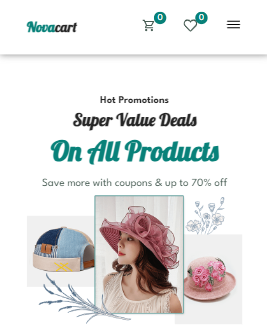 Novacart
0
0
Hot Promotions
Super Value Deals
On All Products
Save more with coupons & up to 70% off